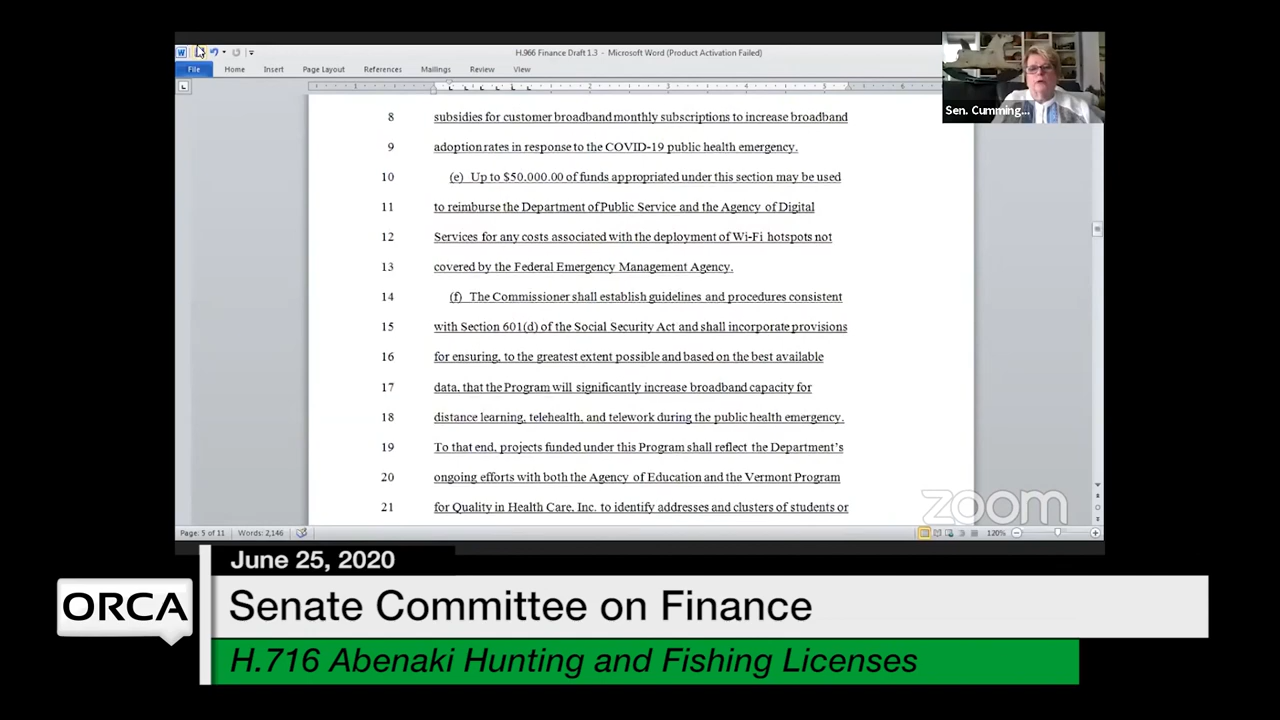 H.966 Finance Draft 1.3 - Microsoft Word (Product Activation Failed)
File Home Insert Page Layout References Mailings Review View
Sen. Cumming...
8 subsidies for customer broadband monthly subscriptions to increase broadband
9 adoption rates in response to the COVID-19 public health emergency.
10 (e) Up to $50,000.00 of funds appropriated under this section may be used
11 to reimburse the Department of Public Service and the Agency of Digital
12 Services for any costs associated with the deployment of Wi-Fi hotspots not
13 covered by the Federal Emergency Management Agency.
14 (f) The Commissioner shall establish guidelines and procedures consistent
15 with Section 601(d) of the Social Security Act and shall incorporate provisions
16 for ensuring, to the greatest extent possible and based on the best available
17 data, that the Program will significantly increase broadband capacity for
18 distance learning, telehealth, and telework during the public health emergency.
19 To that end, projects funded under this Program shall reflect the Department's
20 ongoing efforts with both the Agency of Education and the Vermont Program
21 for Quality in Health Care, Inc. to identify addresses and clusters of students or
zoom
Page: 5 of 11 Words: 2,146 120%
June 25, 2020
ORCA
Senate Committee on Finance
H.716 Abenaki Hunting and Fishing Licenses